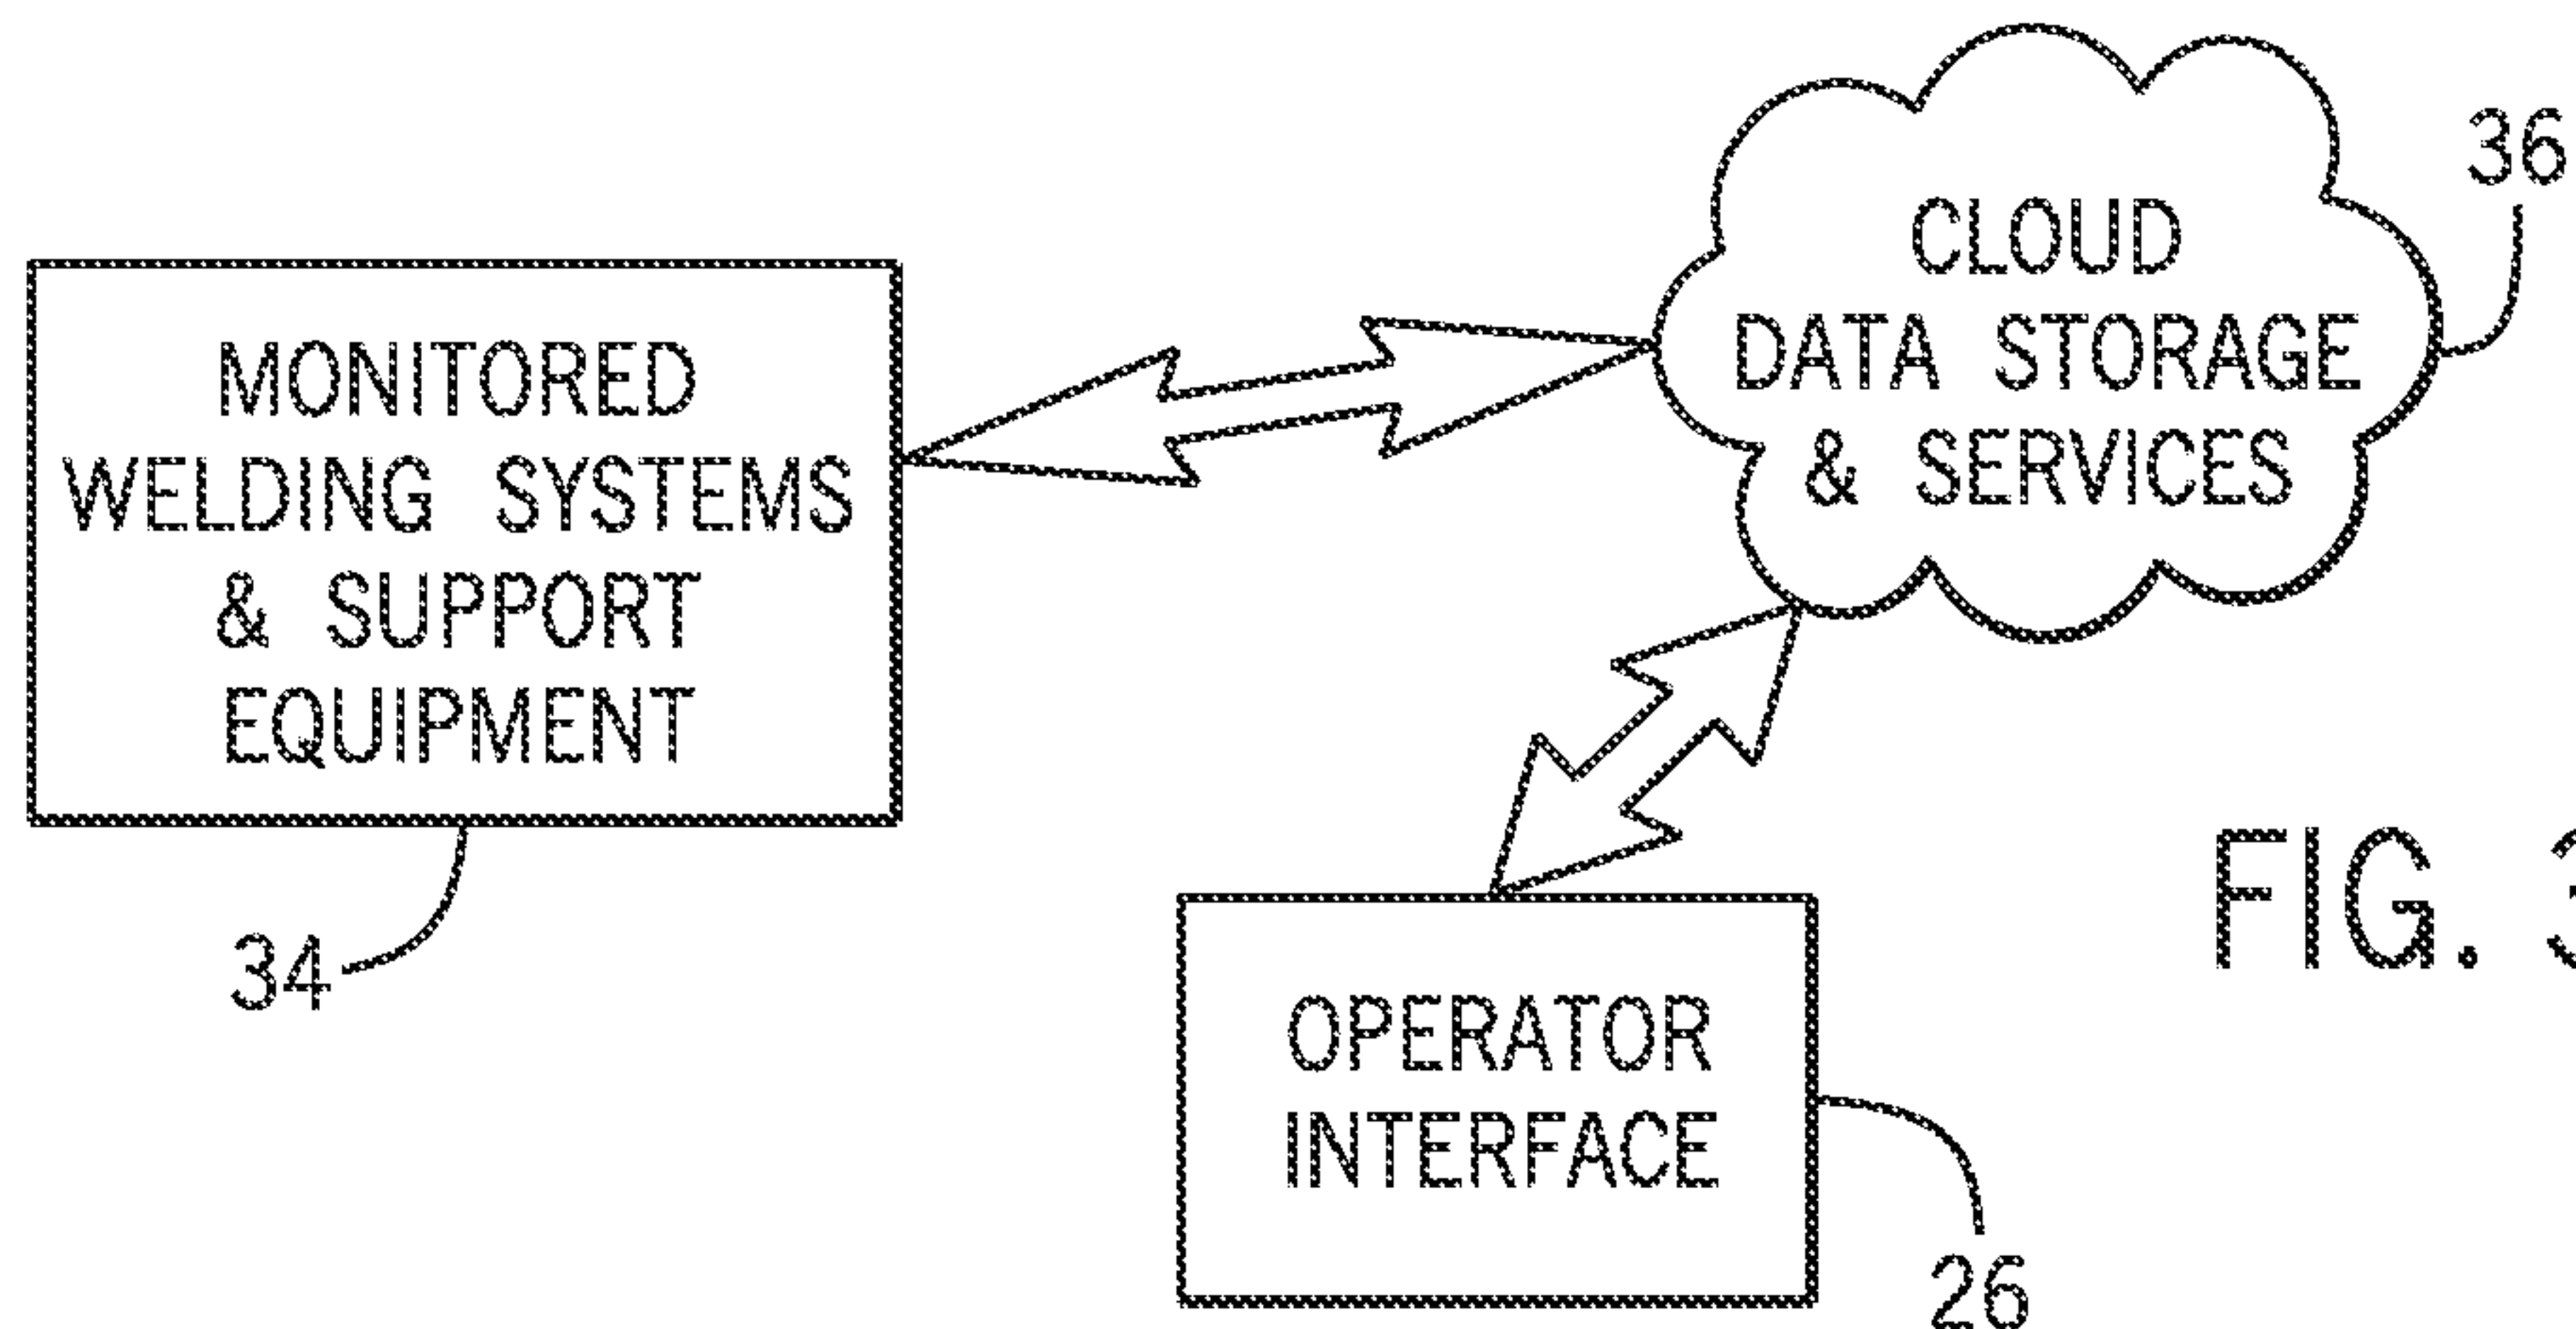 MONITORED
WELDING SYSTEMS
& SUPPORT
EQUIPMENT
34
CLOUD
DATA STORAGE
& SERVICES
36
OPERATOR
INTERFACE
26
FIG. 3